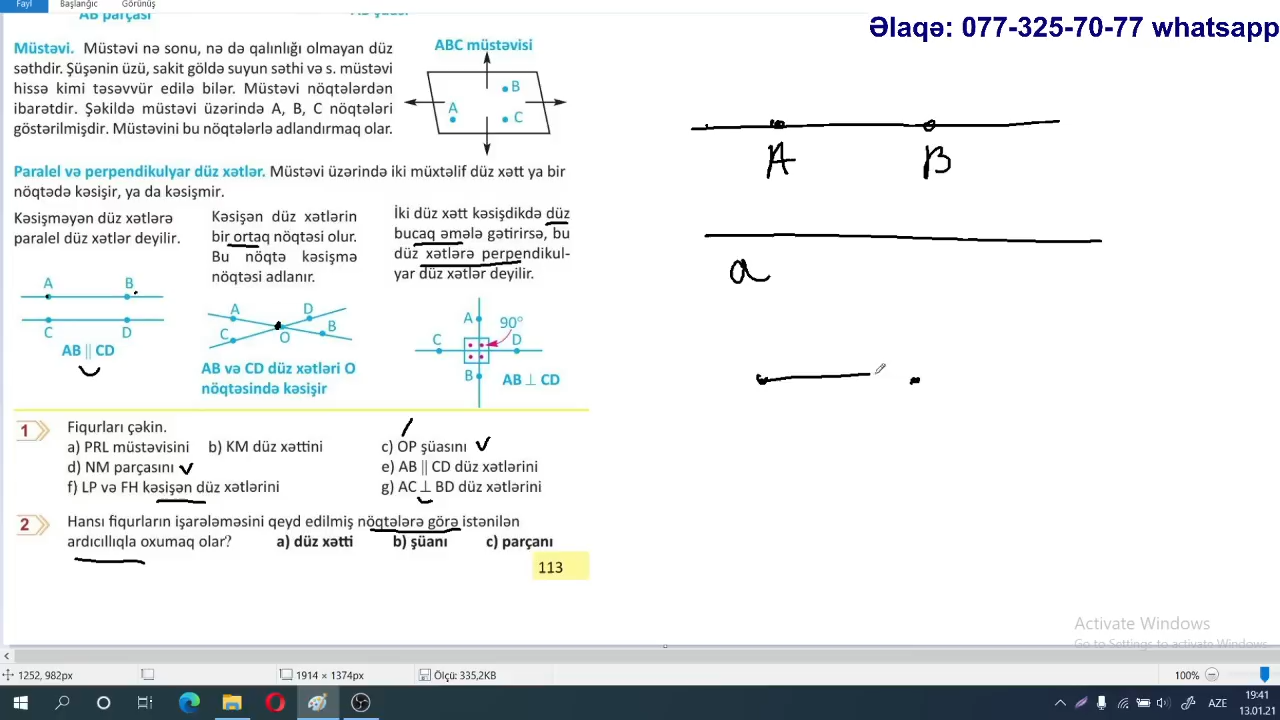 Fayl Başlanğıc Görünüş
Əlaqə: 077-325-70-77 whatsapp
AB parçası AB şüası
Müstəvi. Müstəvi nə sonu, nə də qalınlığı olmayan düz
səthdir. Şüşənin üzü, sakit göldə suyun səthi və s. müstəvi
hissə kimi təsəvvür edilə bilər. Müstəvi nöqtələrdən
ibarətdir. Şəkildə müstəvi üzərində A, B, C nöqtələri
göstərilmişdir. Müstəvini bu nöqtələrlə adlandırmaq olar.
ABC müstəvisi
B
A
C
Paralel və perpendikulyar düz xətlər. Müstəvi üzərində iki müxtəlif düz xətt ya bir
nöqtədə kəsişir, ya da kəsişmir.
Kəsişməyən düz xətlərə
paralel düz xətlər deyilir.
A B
C D
AB || CD
Kəsişən düz xətlərin
bir ortaq nöqtəsi olur.
Bu nöqtə kəsişmə
nöqtəsi adlanır.
A D
C O B
AB və CD düz xətləri O
nöqtəsində kəsişir
İki düz xətt kəsişdikdə düz
bucaq əmələ gətirirsə, bu
düz xətlərə perpendikul-
yar düz xətlər deyilir.
A 90°
C D
B AB ⊥ CD
1 Fiqurları çəkin.
a) PRL müstəvisini b) KM düz xəttini c) OP şüasını
d) NM parçasını e) AB || CD düz xətlərini
f) LP və FH kəsişən düz xətlərini g) AC ⊥ BD düz xətlərini
2 Hansı fiqurların işarələməsini qeyd edilmiş nöqtələrə görə istənilən
ardıcıllıqla oxumaq olar? a) düz xətti b) şüanı c) parçanı
113
A B
a
Activate Windows
Go to Settings to activate Windows.
1252, 982px 1914 × 1374px Ölçü: 335,2KB 100%
AZE 19:41
13.01.21